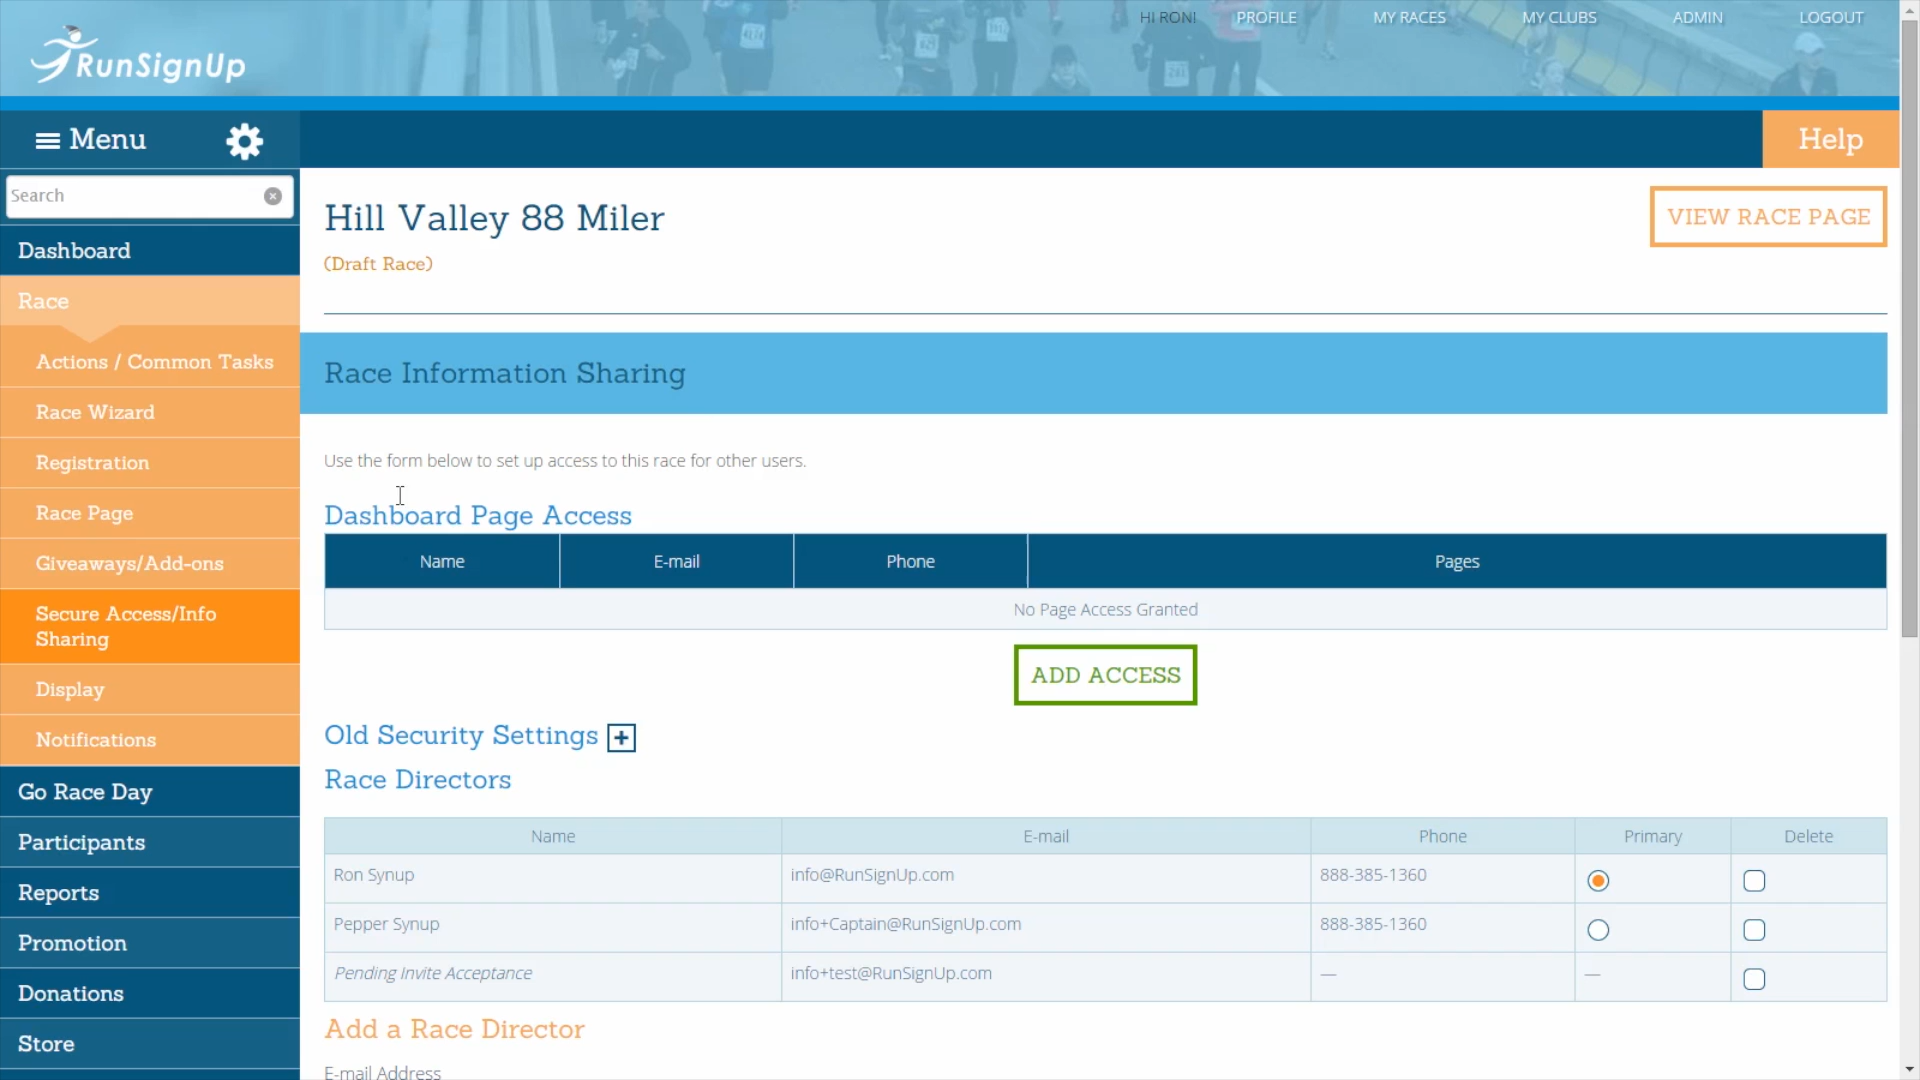 HI RON!
PROFILE
MY RACES
MY CLUBS
ADMIN
LOGOUT
RunSignUp
Menu
Help
Search
Dashboard
Race
Actions / Common Tasks
Race Wizard
Registration
Race Page
Giveaways/Add-ons
Secure Access/Info
Sharing
Display
Notifications
Go Race Day
Participants
Reports
Promotion
Donations
Store
Hill Valley 88 Miler
VIEW RACE PAGE
(Draft Race)
Race Information Sharing
Use the form below to set up access to this race for other users.
Dashboard Page Access
Name E-mail Phone Pages
No Page Access Granted
ADD ACCESS
Old Security Settings
Race Directors
Name E-mail Phone Primary Delete
Ron Synup info@RunSignUp.com 888-385-1360
Pepper Synup info+Captain@RunSignUp.com 888-385-1360
Pending Invite Acceptance info+test@RunSignUp.com — —
Add a Race Director
E-mail Address